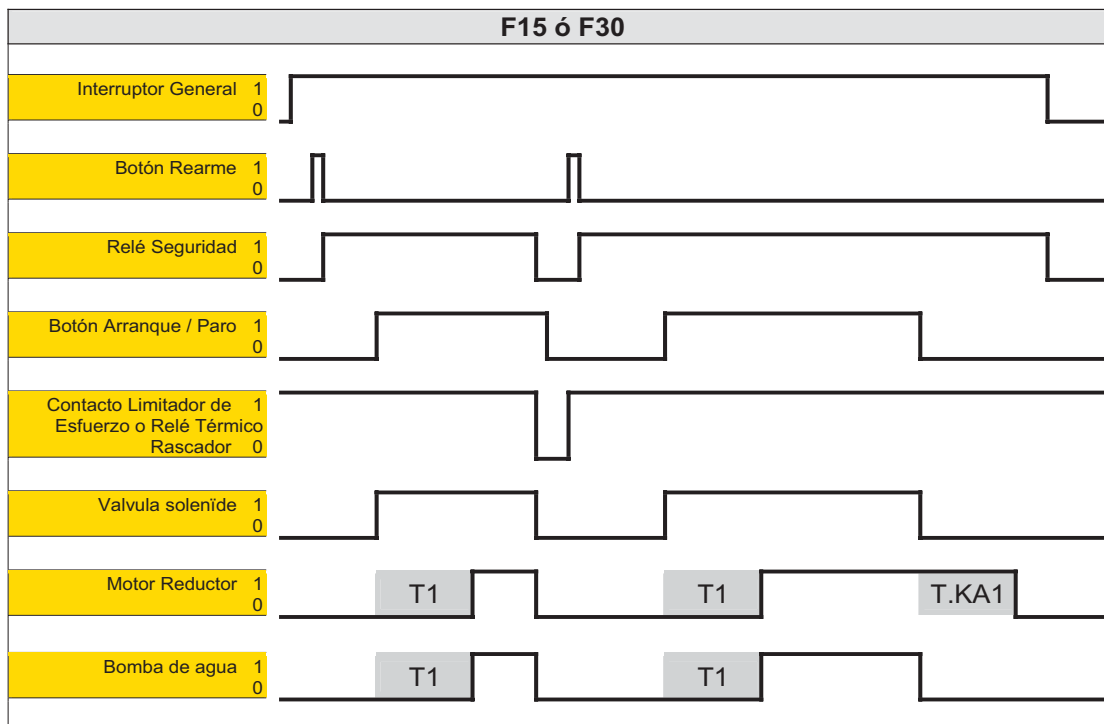 F15 ó F30
Interruptor General 1
0
Botón Rearme 1
0
Relé Seguridad 1
0
Botón Arranque / Paro 1
0
Contacto Limitador de 1
Esfuerzo o Relé Térmico
Rascador 0
Valvula solenïde 1
0
Motor Reductor 1
0
T1
T1
T.KA1
Bomba de agua 1
0
T1
T1